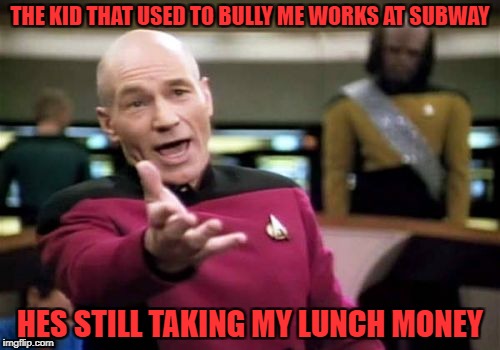 THE KID THAT USED TO BULLY ME WORKS AT SUBWAY
HES STILL TAKING MY LUNCH MONEY
imgflip.com